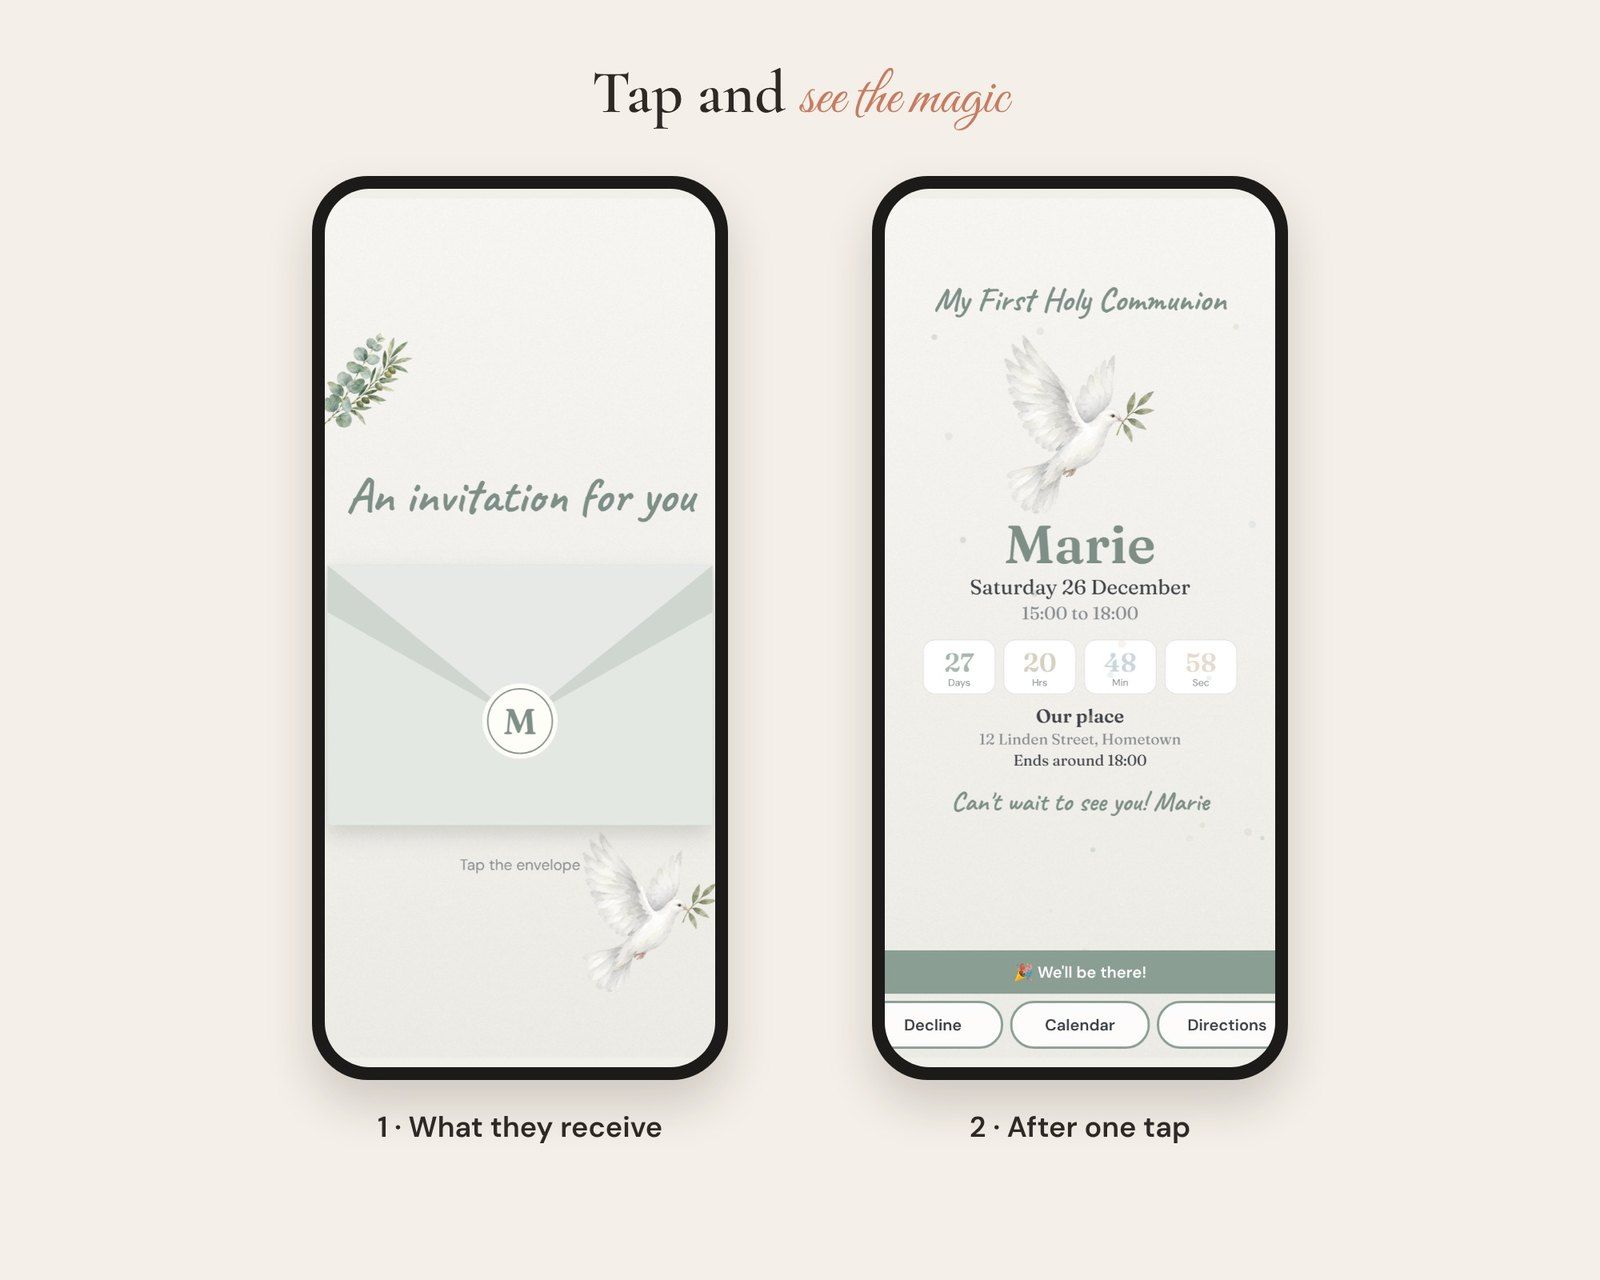 Tap and see the magic
An invitation for you
M
Tap the envelope
1 · What they receive
My First Holy Communion
Marie
Saturday 26 December
15:00 to 18:00
27 20 48 58
Days Hrs Min Sec
Our place
12 Linden Street, Hometown
Ends around 18:00
Can't wait to see you! Marie
🎉 We'll be there!
Decline Calendar Directions
2 · After one tap